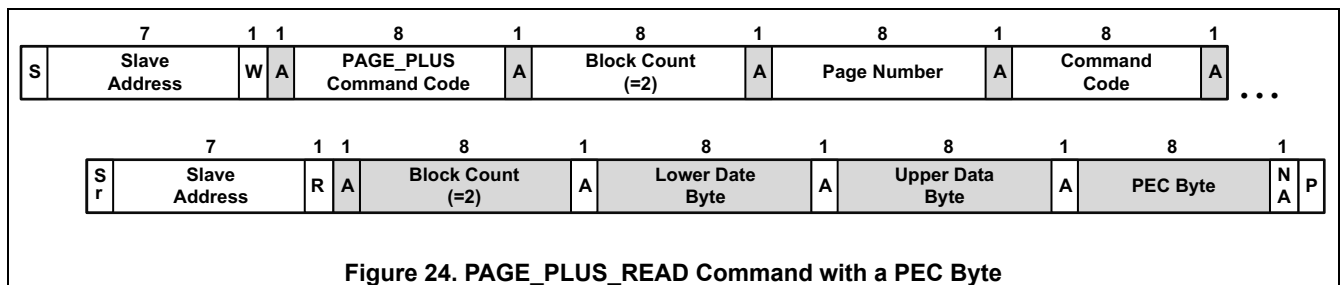 7 1 1 8 1 8 1 8 1 8 1
S Slave Address W A PAGE_PLUS Command Code A Block Count (=2) A Page Number A Command Code A ...
7 1 1 8 1 8 1 8 1 8 1
Sr Slave Address R A Block Count (=2) A Lower Date Byte A Upper Data Byte A PEC Byte NA P
Figure 24. PAGE_PLUS_READ Command with a PEC Byte